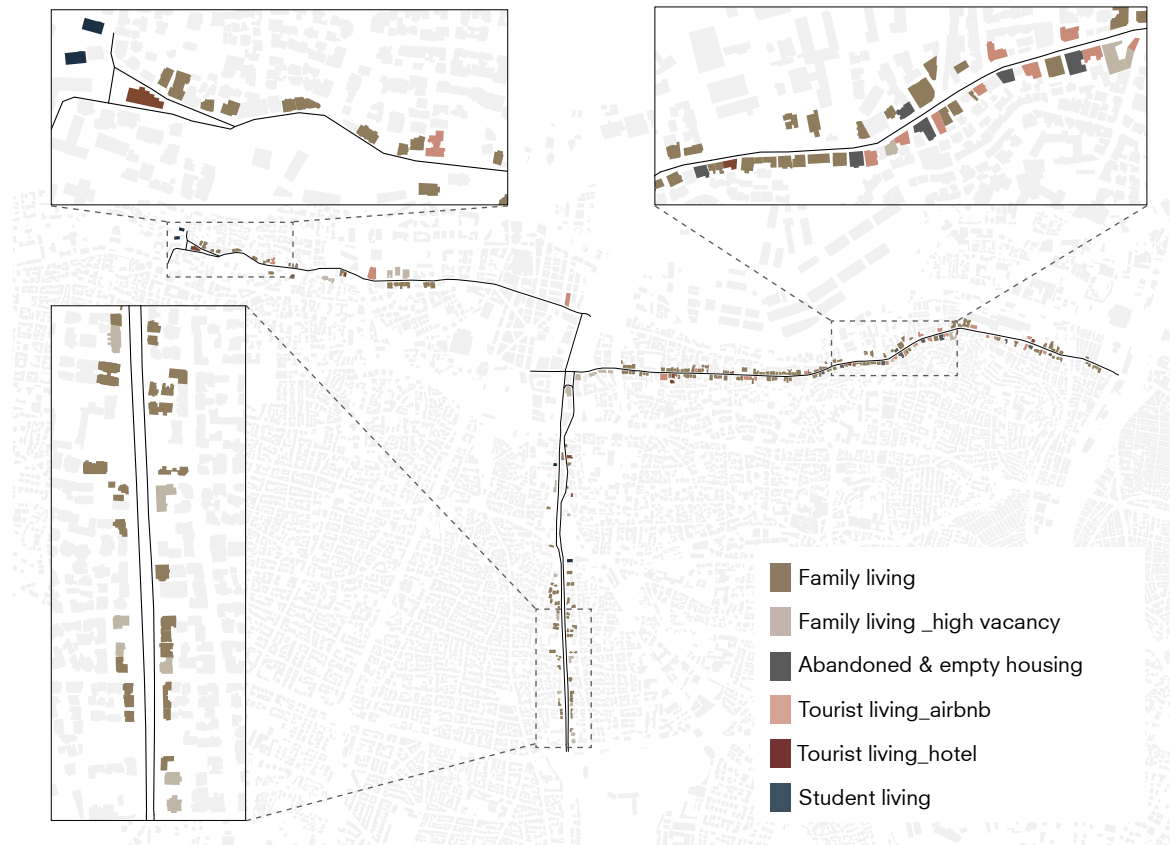 Family living
Family living _high vacancy
Abandoned & empty housing
Tourist living_airbnb
Tourist living_hotel
Student living